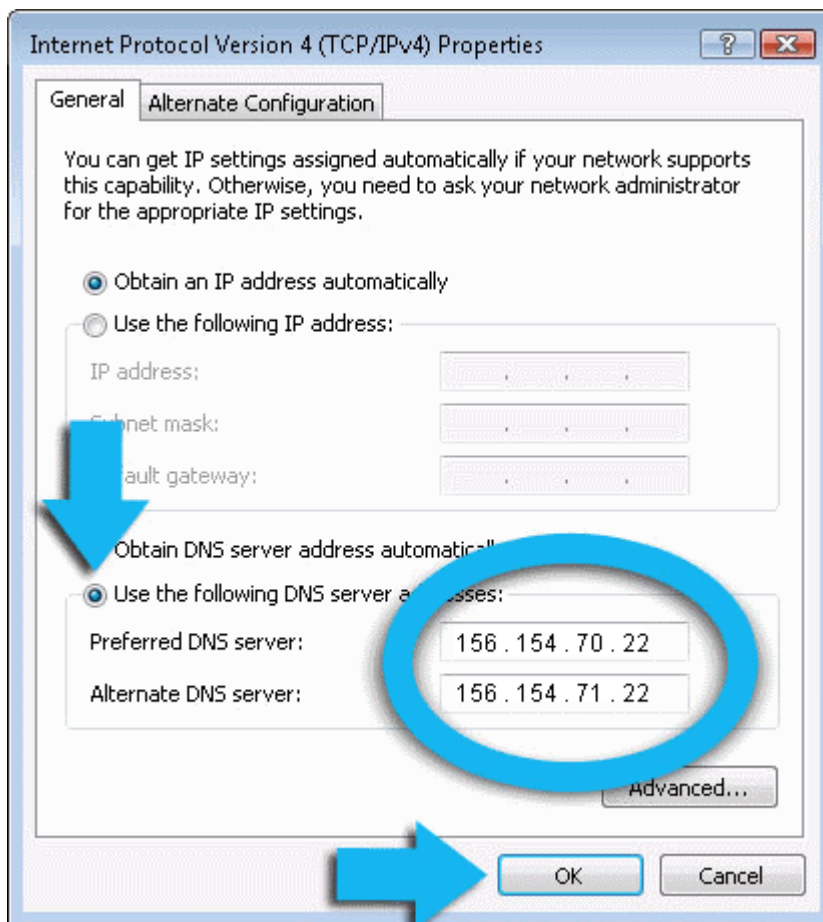 Internet Protocol Version 4 (TCP/IPv4) Properties
General
Alternate Configuration
You can get IP settings assigned automatically if your network supports
this capability. Otherwise, you need to ask your network administrator
for the appropriate IP settings.
Obtain an IP address automatically
Use the following IP address:
IP address:
mask:
gateway:
Obtain DNS server address automatically
Use the following DNS server addresses:
Preferred DNS server:
156 . 154 . 70 . 22
Alternate DNS server:
156 . 154 . 71 . 22
Advanced...
OK
Cancel